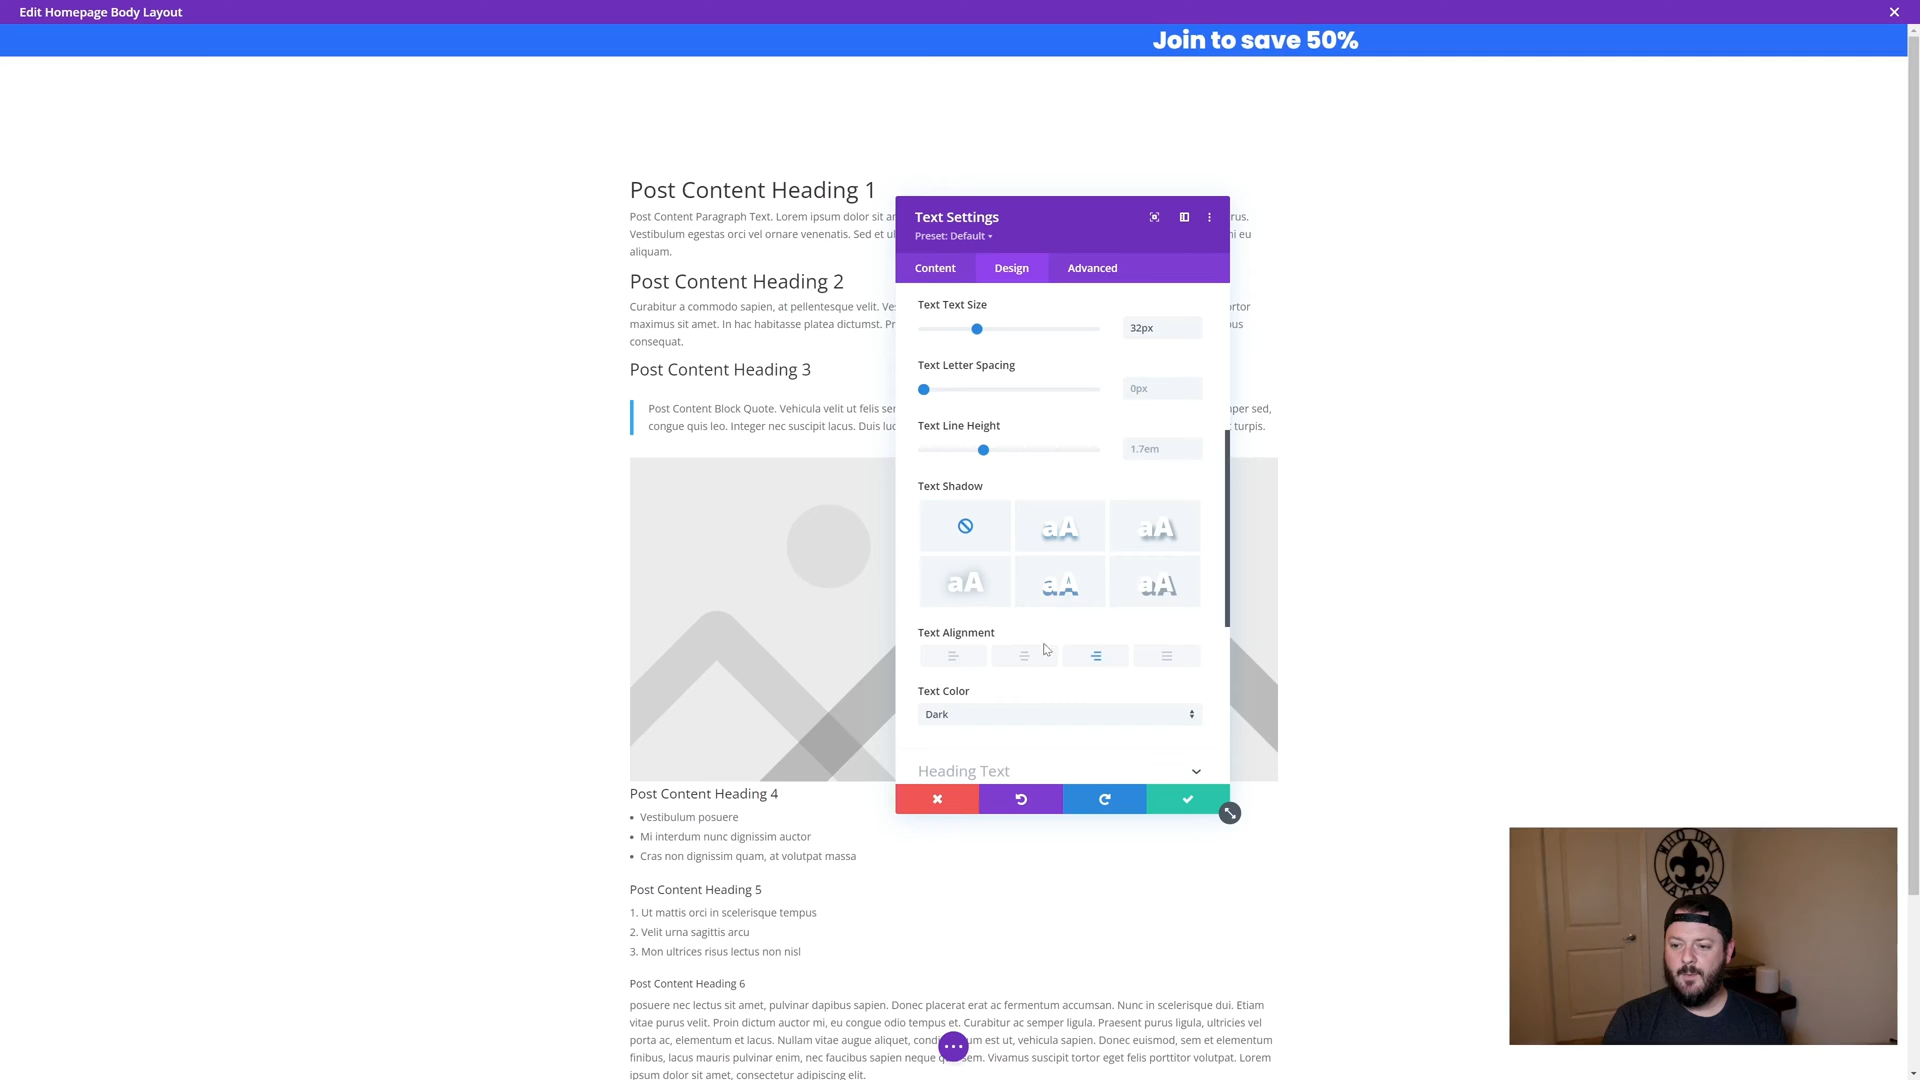 Edit Homepage Body Layout
Join to save 50%
Post Content Heading 1
Post Content Paragraph Text. Lorem ipsum dolor sit
rus.
Vestibulum egestas orci vel ornare venenatis. Sed et
mi eu
aliquam.
Post Content Heading 2
Curabitur a commodo sapien, at pellentesque velit.
maximus sit amet. In hac habitasse platea dictumst.
consequat.
Post Content Heading 3
Post Content Block Quote. Vehicula velit ut felis
sed,
congue quis leo. Integer nec suscipit lacus. Duis
turpis.
Text Settings
Preset: Default
Content
Design
Advanced
Text Text Size
32px
Text Letter Spacing
0px
Text Line Height
1.7em
Text Shadow
aA
aA
aA
aA
aA
Text Alignment
Text Color
Dark
Heading Text
Post Content Heading 4
• Vestibulum posuere
• Mi interdum nunc dignissim auctor
• Cras non dignissim quam, at volutpat massa
Post Content Heading 5
1. Ut mattis orci in scelerisque tempus
2. Velit urna sagittis arcu
3. Mon ultrices risus lectus non nisl
Post Content Heading 6
posuere nec lectus sit amet, pulvinar dapibus sapien. Donec placerat erat ac fermentum accumsan. Nunc in scelerisque dui. Etiam
vitae purus velit. Proin dictum auctor mi, eu congue odio tempus et. Curabitur ac semper ligula. Praesent purus ligula, ultricies vel
porta ac, elementum et lacus. Nullam vitae augue aliquet, um est ut, vehicula sapien. Donec euismod, sem et elementum
finibus, lacus mauris pulvinar enim, nec faucibus sapien neque sem. Vivamus suscipit tortor eget felis porttitor volutpat. Lorem
ipsum dolor sit amet, consectetur adipiscing elit.
WHO DAT
NATION